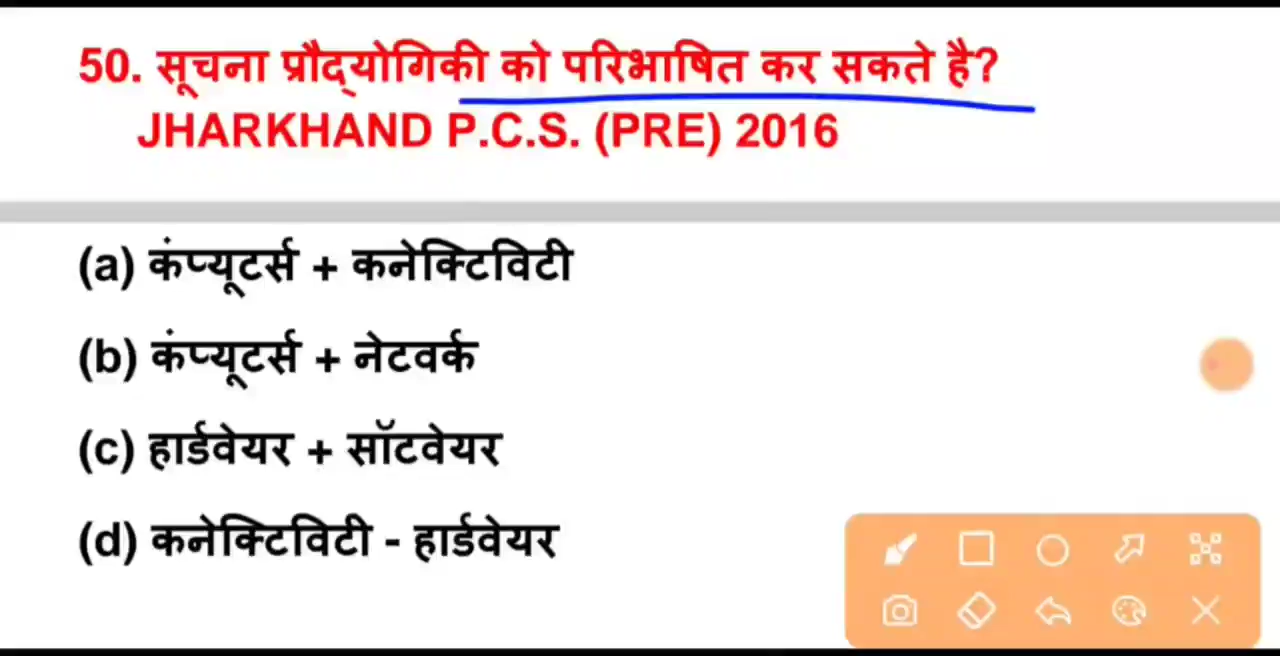 50. सूचना प्रौद्‌योगिकी को परिभाषित कर सकते है?
JHARKHAND P.C.S. (PRE) 2016
(a) कंप्यूटर्स + कनेक्टिविटी
(b) कंप्यूटर्स + नेटवर्क
(c) हार्डवेयर + सॉटवेयर
(d) कनेक्टिविटी - हार्डवेयर